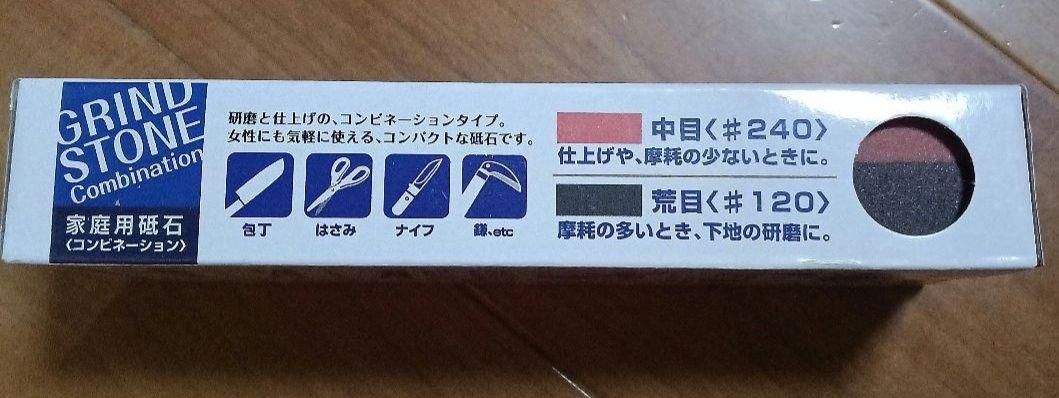 GRIND
STONE
Combination
家庭用砥石
〈コンビネーション〉
研磨と仕上げの、コンビネーションタイプ。
女性にも気軽に使える、コンパクトな砥石です。
包丁
はさみ
ナイフ
鎌、etc
中目〈#240〉
仕上げや、摩耗の少ないときに。
荒目〈#120〉
摩耗の多いとき、下地の研磨に。